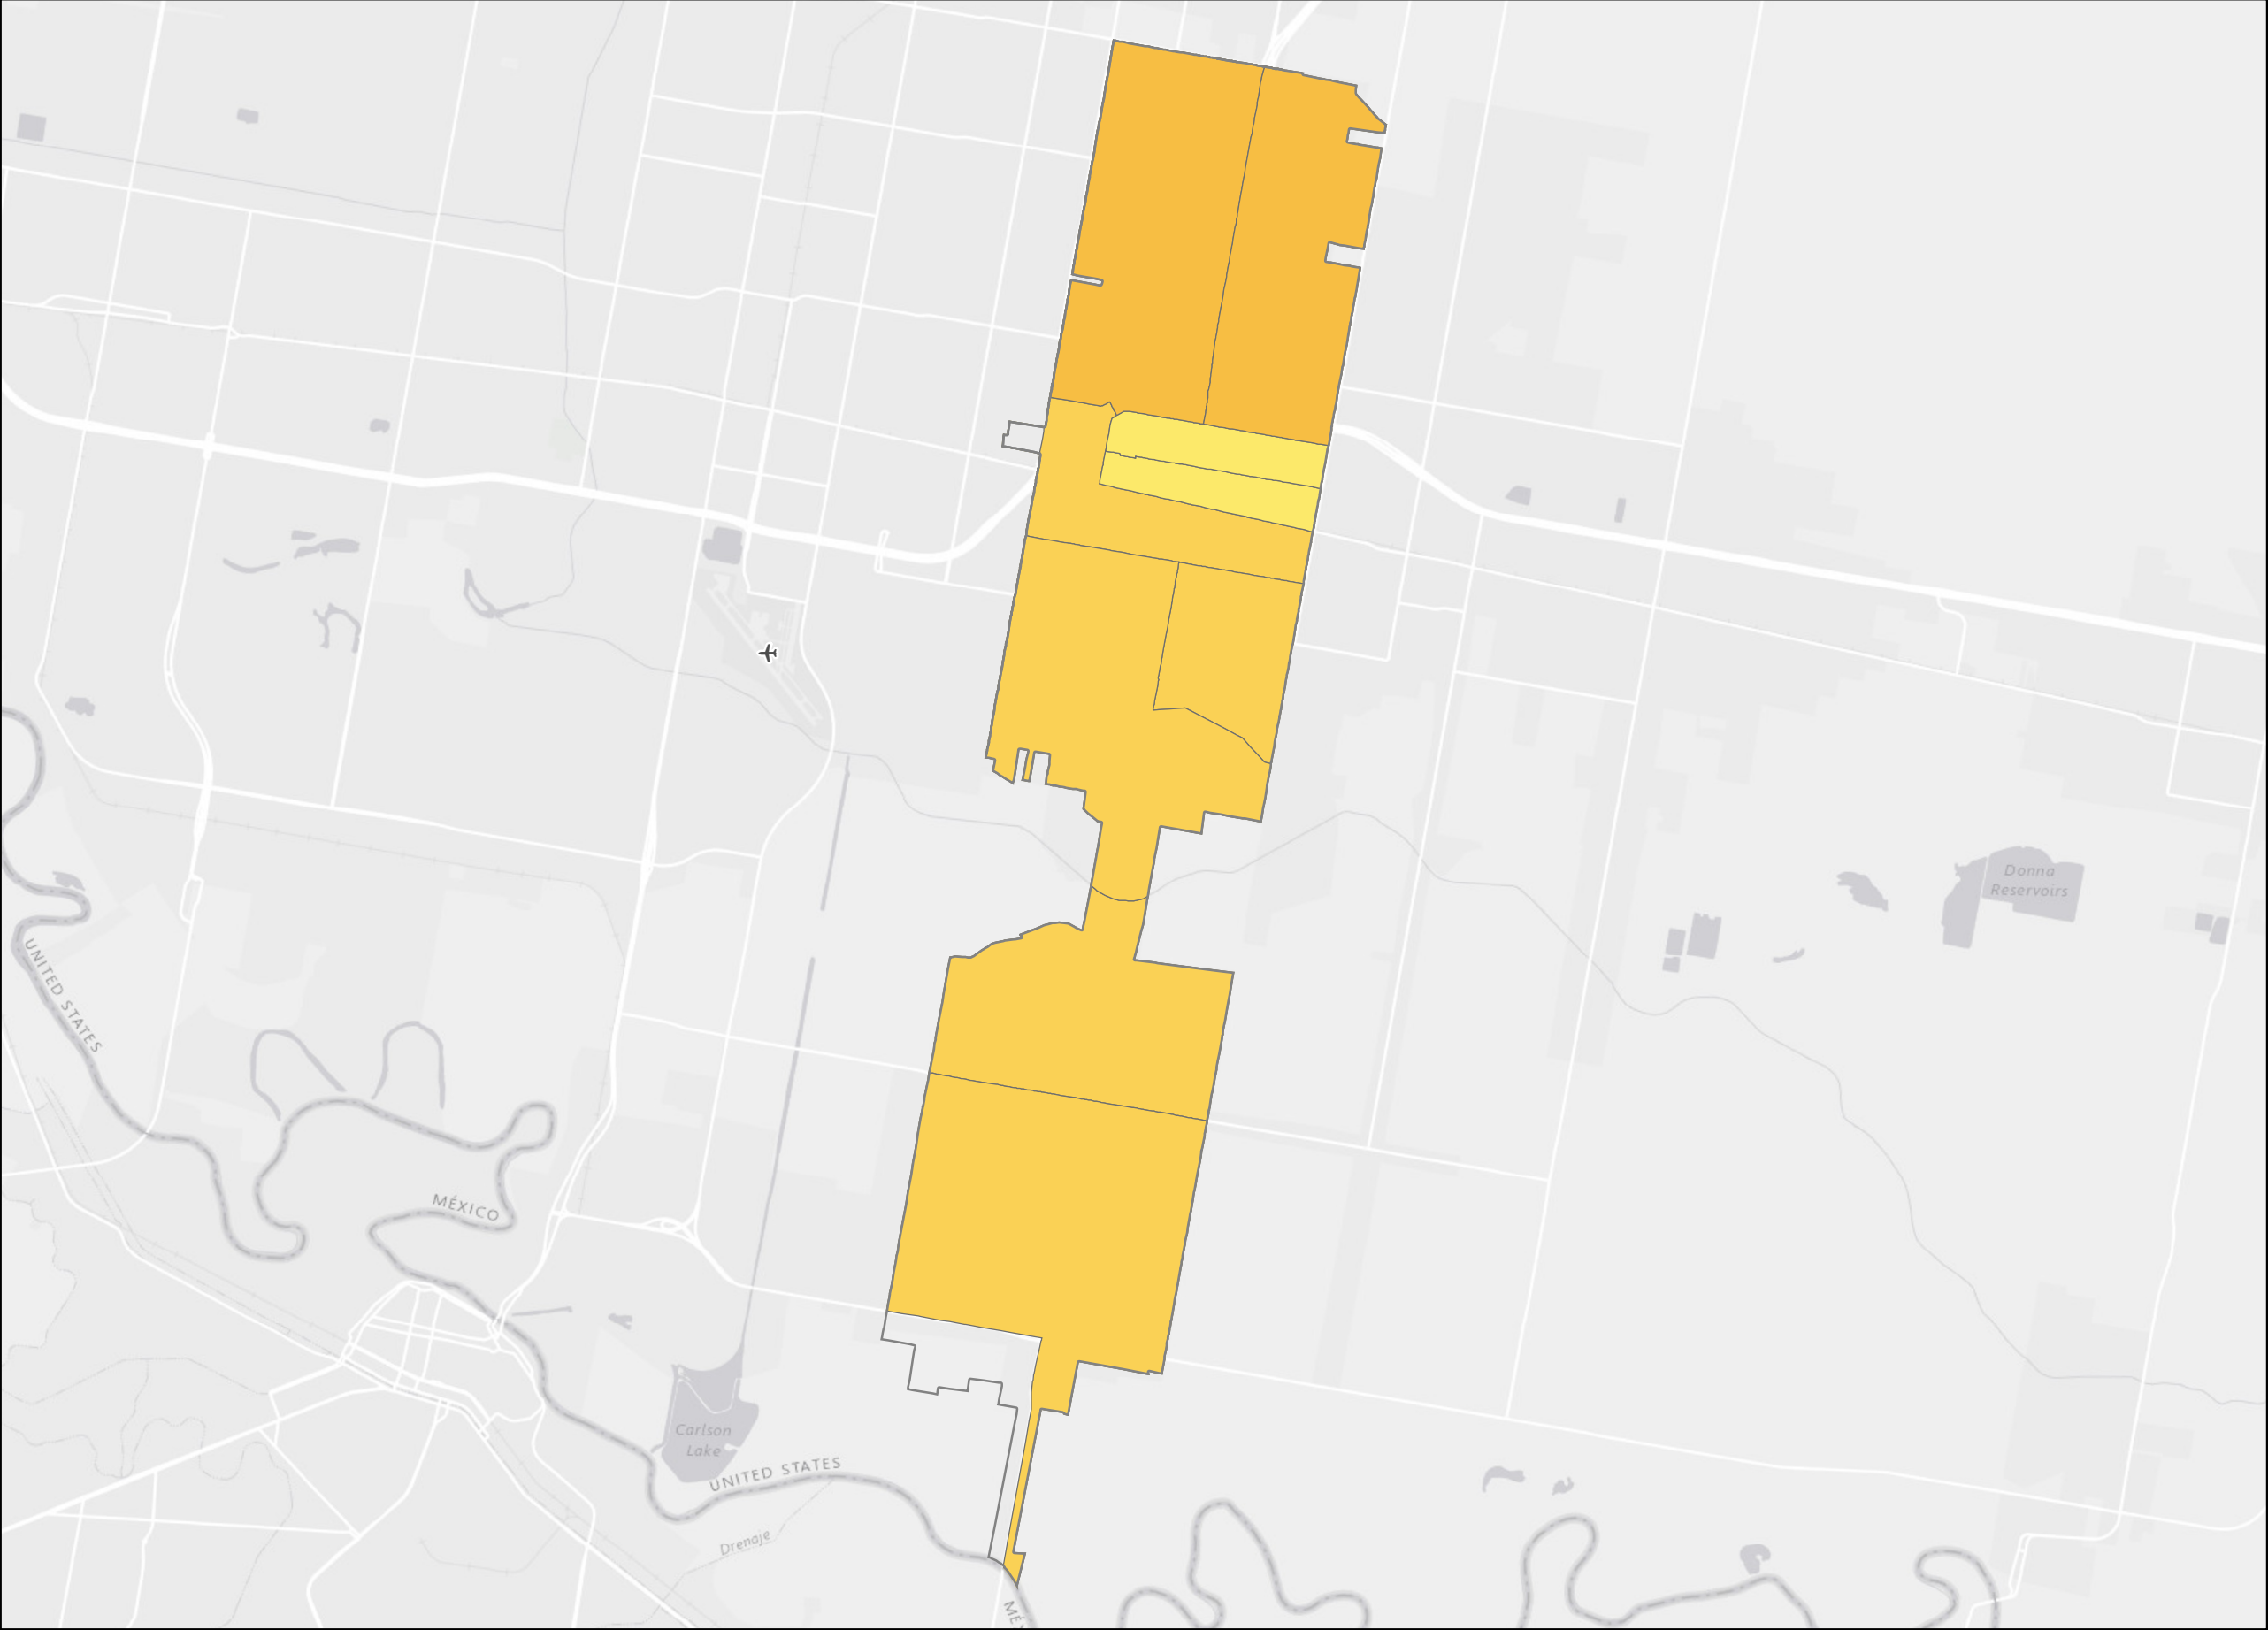 Donna
Reservoirs
UNITED STATES
MÉXICO
Carlson
Lake
UNITED STATES
Drenaje